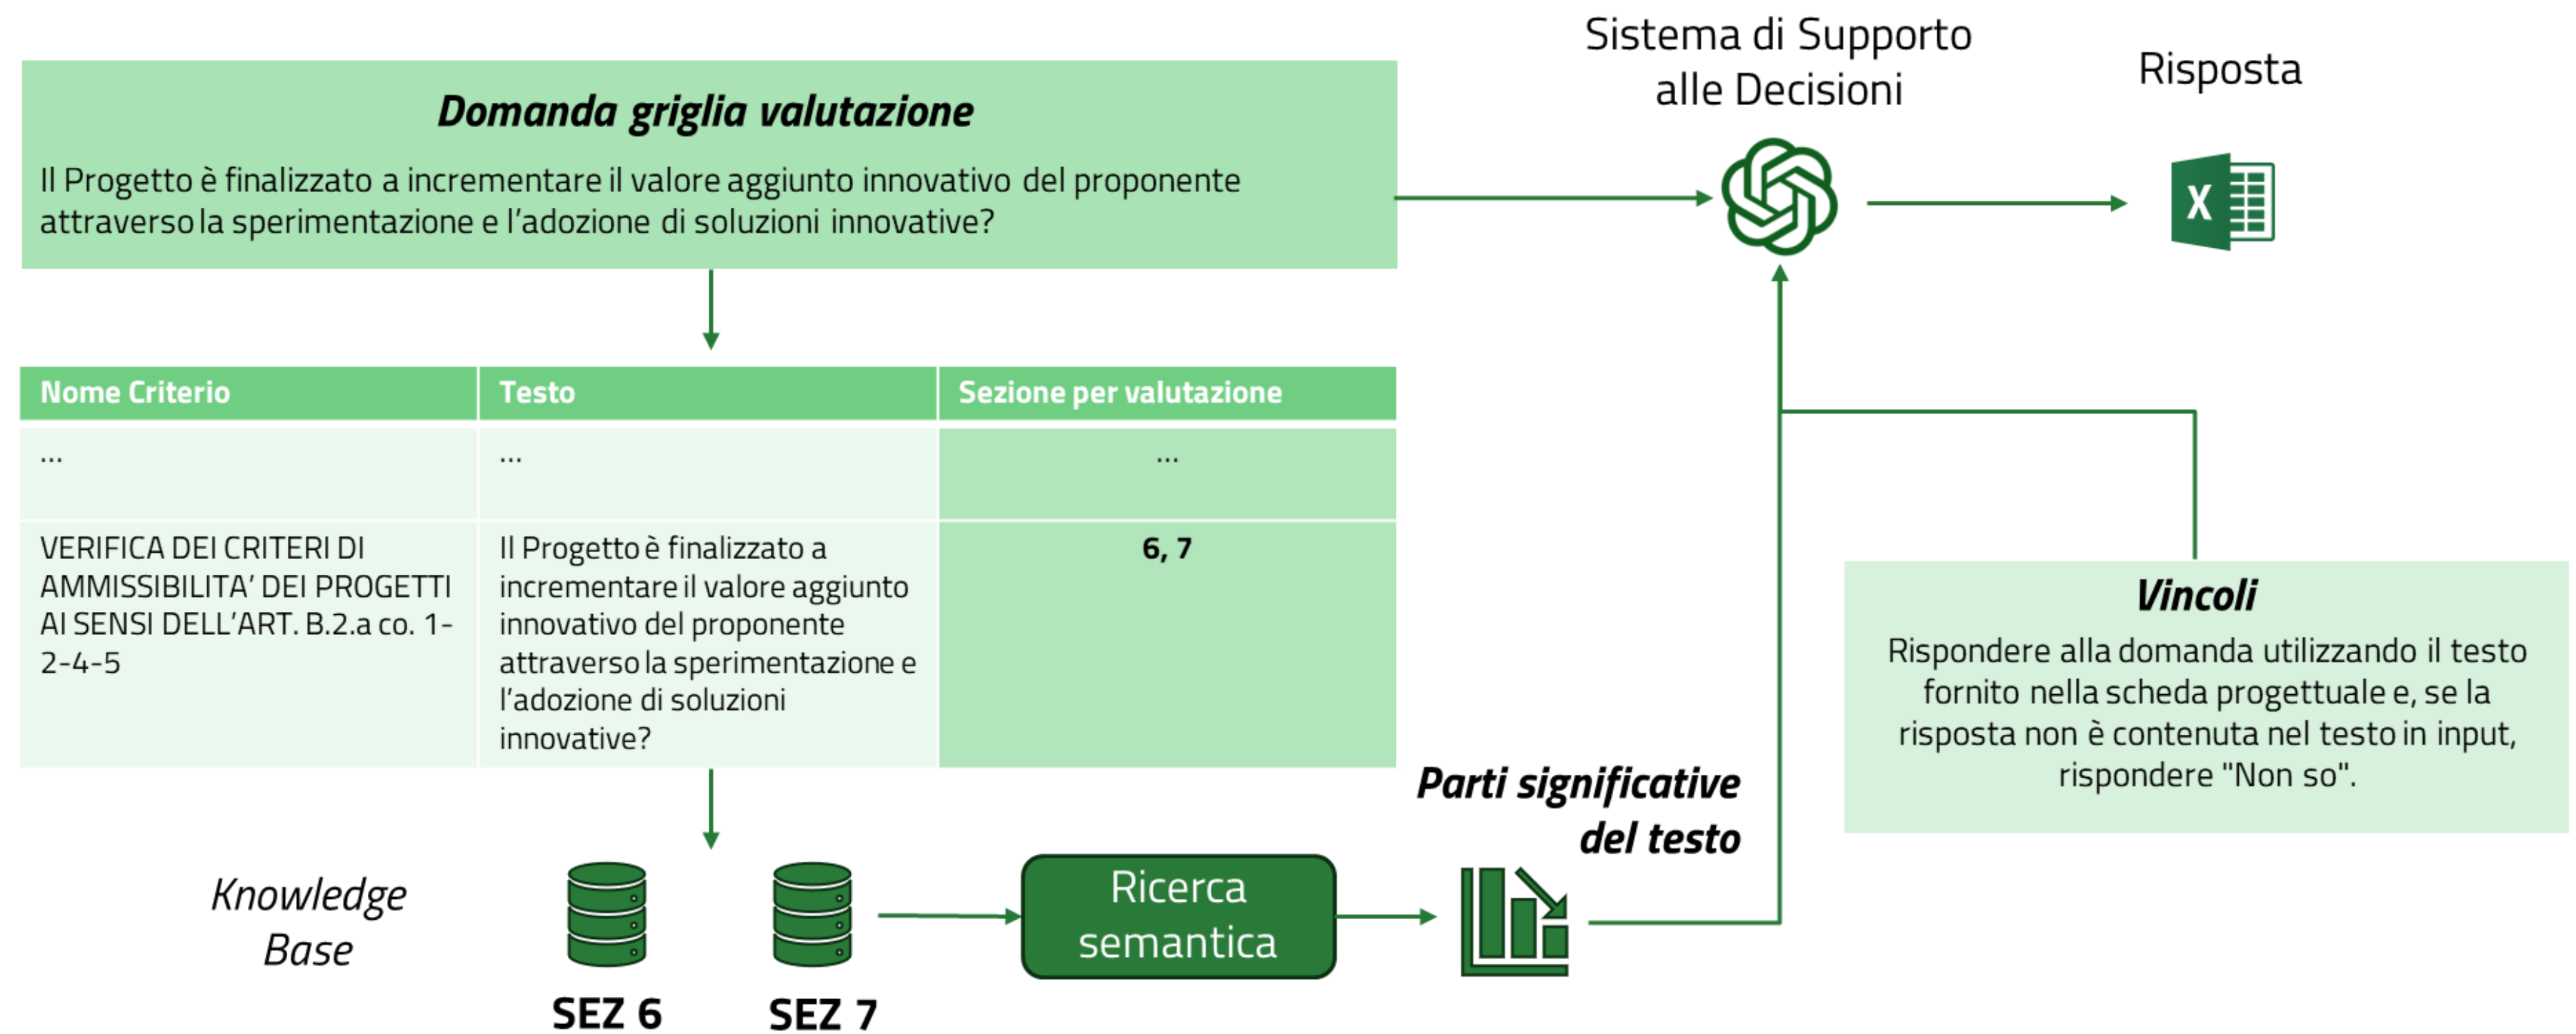 Domanda griglia valutazione
Il Progetto è finalizzato a incrementare il valore aggiunto innovativo del proponente
attraverso la sperimentazione e l’adozione di soluzioni innovative?
Sistema di Supporto
alle Decisioni
Risposta
X
Nome Criterio
Testo
Sezione per valutazione
...
...
...
VERIFICA DEI CRITERI DI
AMMISSIBILITA’ DEI PROGETTI
AI SENSI DELL’ART. B.2.a co. 1-
2-4-5
Il Progetto è finalizzato a
incrementare il valore aggiunto
innovativo del proponente
attraverso la sperimentazione e
l’adozione di soluzioni
innovative?
6, 7
Vincoli
Rispondere alla domanda utilizzando il testo
fornito nella scheda progettuale e, se la
risposta non è contenuta nel testo in input,
rispondere "Non so".
Knowledge
Base
SEZ 6
SEZ 7
Ricerca
semantica
Parti significative
del testo